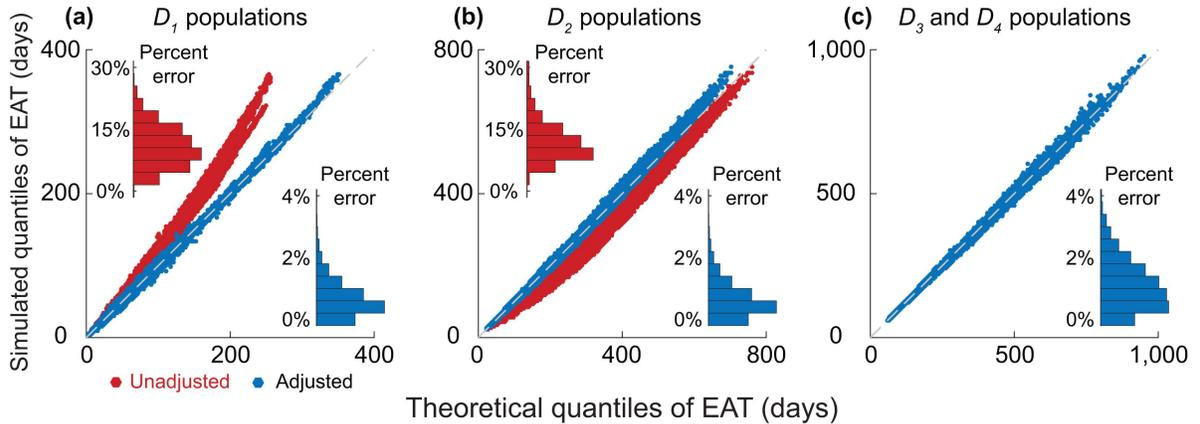 (a) D1 populations
(b) D2 populations
(c) D3 and D4 populations
Simulated quantiles of EAT (days)
400
200
0
0
200
400
Percent
error
30%
15%
0%
Percent
error
4%
2%
0%
Unadjusted
Adjusted
800
400
0
0
400
800
Percent
error
30%
15%
0%
Percent
error
4%
2%
0%
1,000
500
0
0
500
1,000
Percent
error
4%
2%
0%
Theoretical quantiles of EAT (days)